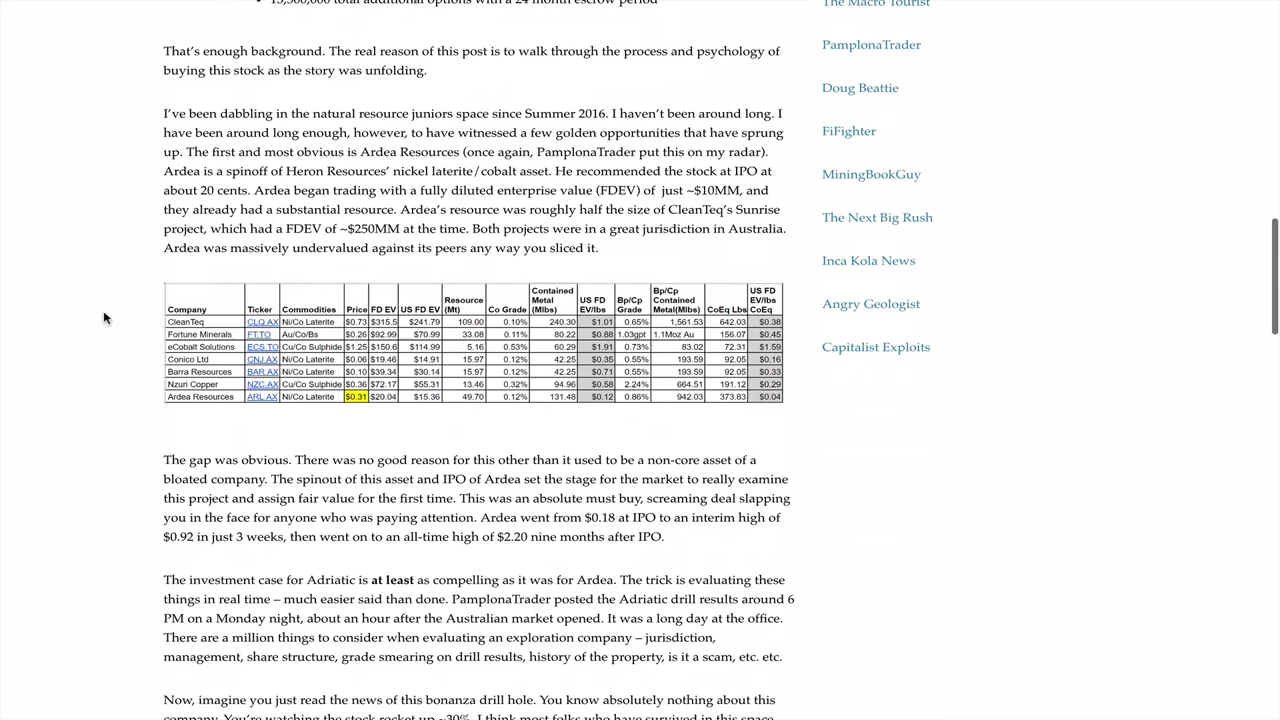 13,500,000 total additional options with a 24 month escrow period
That's enough background. The real reason of this post is to walk through the process and psychology of
buying this stock as the story was unfolding.
I've been dabbling in the natural resource juniors space since Summer 2016. I haven't been around long. I
have been around long enough, however, to have witnessed a few golden opportunities that have sprung
up. The first and most obvious is Ardea Resources (once again, PamplonaTrader put this on my radar).
Ardea is a spinoff of Heron Resources' nickel laterite/cobalt asset. He recommended the stock at IPO at
about 20 cents. Ardea began trading with a fully diluted enterprise value (FDEV) of just ~$10MM, and
they already had a substantial resource. Ardea's resource was roughly half the size of CleanTeq's Sunrise
project, which had a FDEV of ~$250MM at the time. Both projects were in a great jurisdiction in Australia.
Ardea was massively undervalued against its peers any way you sliced it.
Company Ticker Commodities Price FD EV US FD EV Resource (Mt) Co Grade Contained Metal (Mlbs) US FD EV/lbs Bp/Cp Grade Bp/Cp Contained Metal(Mlbs) CoEq Lbs US FD EV/lbs CoEq
CleanTeq CLQ.AX Ni/Co Laterite $0.73 $315.5 $241.79 109.00 0.10% 240.30 $1.01 0.65% 1,561.53 642.03 $0.38
Fortune Minerals FT.TO Au/Co/Bs $0.26 $92.99 $70.99 33.08 0.11% 80.22 $0.88 1.03gpt 1.1Moz Au 156.07 $0.45
eCobalt Solutions ECS.TO Cu/Co Sulphide $1.25 $150.6 $114.99 5.16 0.53% 60.29 $1.91 0.73% 83.02 72.31 $1.59
Conico Ltd CNJ.AX Ni/Co Laterite $0.06 $19.46 $14.91 15.97 0.12% 42.25 $0.35 0.55% 193.59 92.05 $0.16
Barra Resources BAR.AX Ni/Co Laterite $0.10 $39.34 $30.14 15.97 0.12% 42.25 $0.71 0.55% 193.59 92.05 $0.33
Nzuri Copper NZC.AX Cu/Co Sulphide $0.36 $72.17 $55.31 13.46 0.32% 94.96 $0.58 2.24% 664.51 191.12 $0.29
Ardea Resources ARL.AX Ni/Co Laterite $0.31 $20.04 $15.36 49.70 0.12% 131.48 $0.12 0.86% 942.03 373.83 $0.04
The gap was obvious. There was no good reason for this other than it used to be a non-core asset of a
bloated company. The spinout of this asset and IPO of Ardea set the stage for the market to really examine
this project and assign fair value for the first time. This was an absolute must buy, screaming deal slapping
you in the face for anyone who was paying attention. Ardea went from $0.18 at IPO to an interim high of
$0.92 in just 3 weeks, then went on to an all-time high of $2.20 nine months after IPO.
The investment case for Adriatic is at least as compelling as it was for Ardea. The trick is evaluating these
things in real time – much easier said than done. PamplonaTrader posted the Adriatic drill results around 6
PM on a Monday night, about an hour after the Australian market opened. It was a long day at the office.
There are a million things to consider when evaluating an exploration company – jurisdiction,
management, share structure, grade smearing on drill results, history of the property, is it a scam, etc. etc.
Now, imagine you just read the news of this bonanza drill hole. You know absolutely nothing about this
company. You're watching the stock rocket up ~30%. I think most folks who have survived in this space
The Macro Tourist
PamplonaTrader
Doug Beattie
FiFighter
MiningBookGuy
The Next Big Rush
Inca Kola News
Angry Geologist
Capitalist Exploits